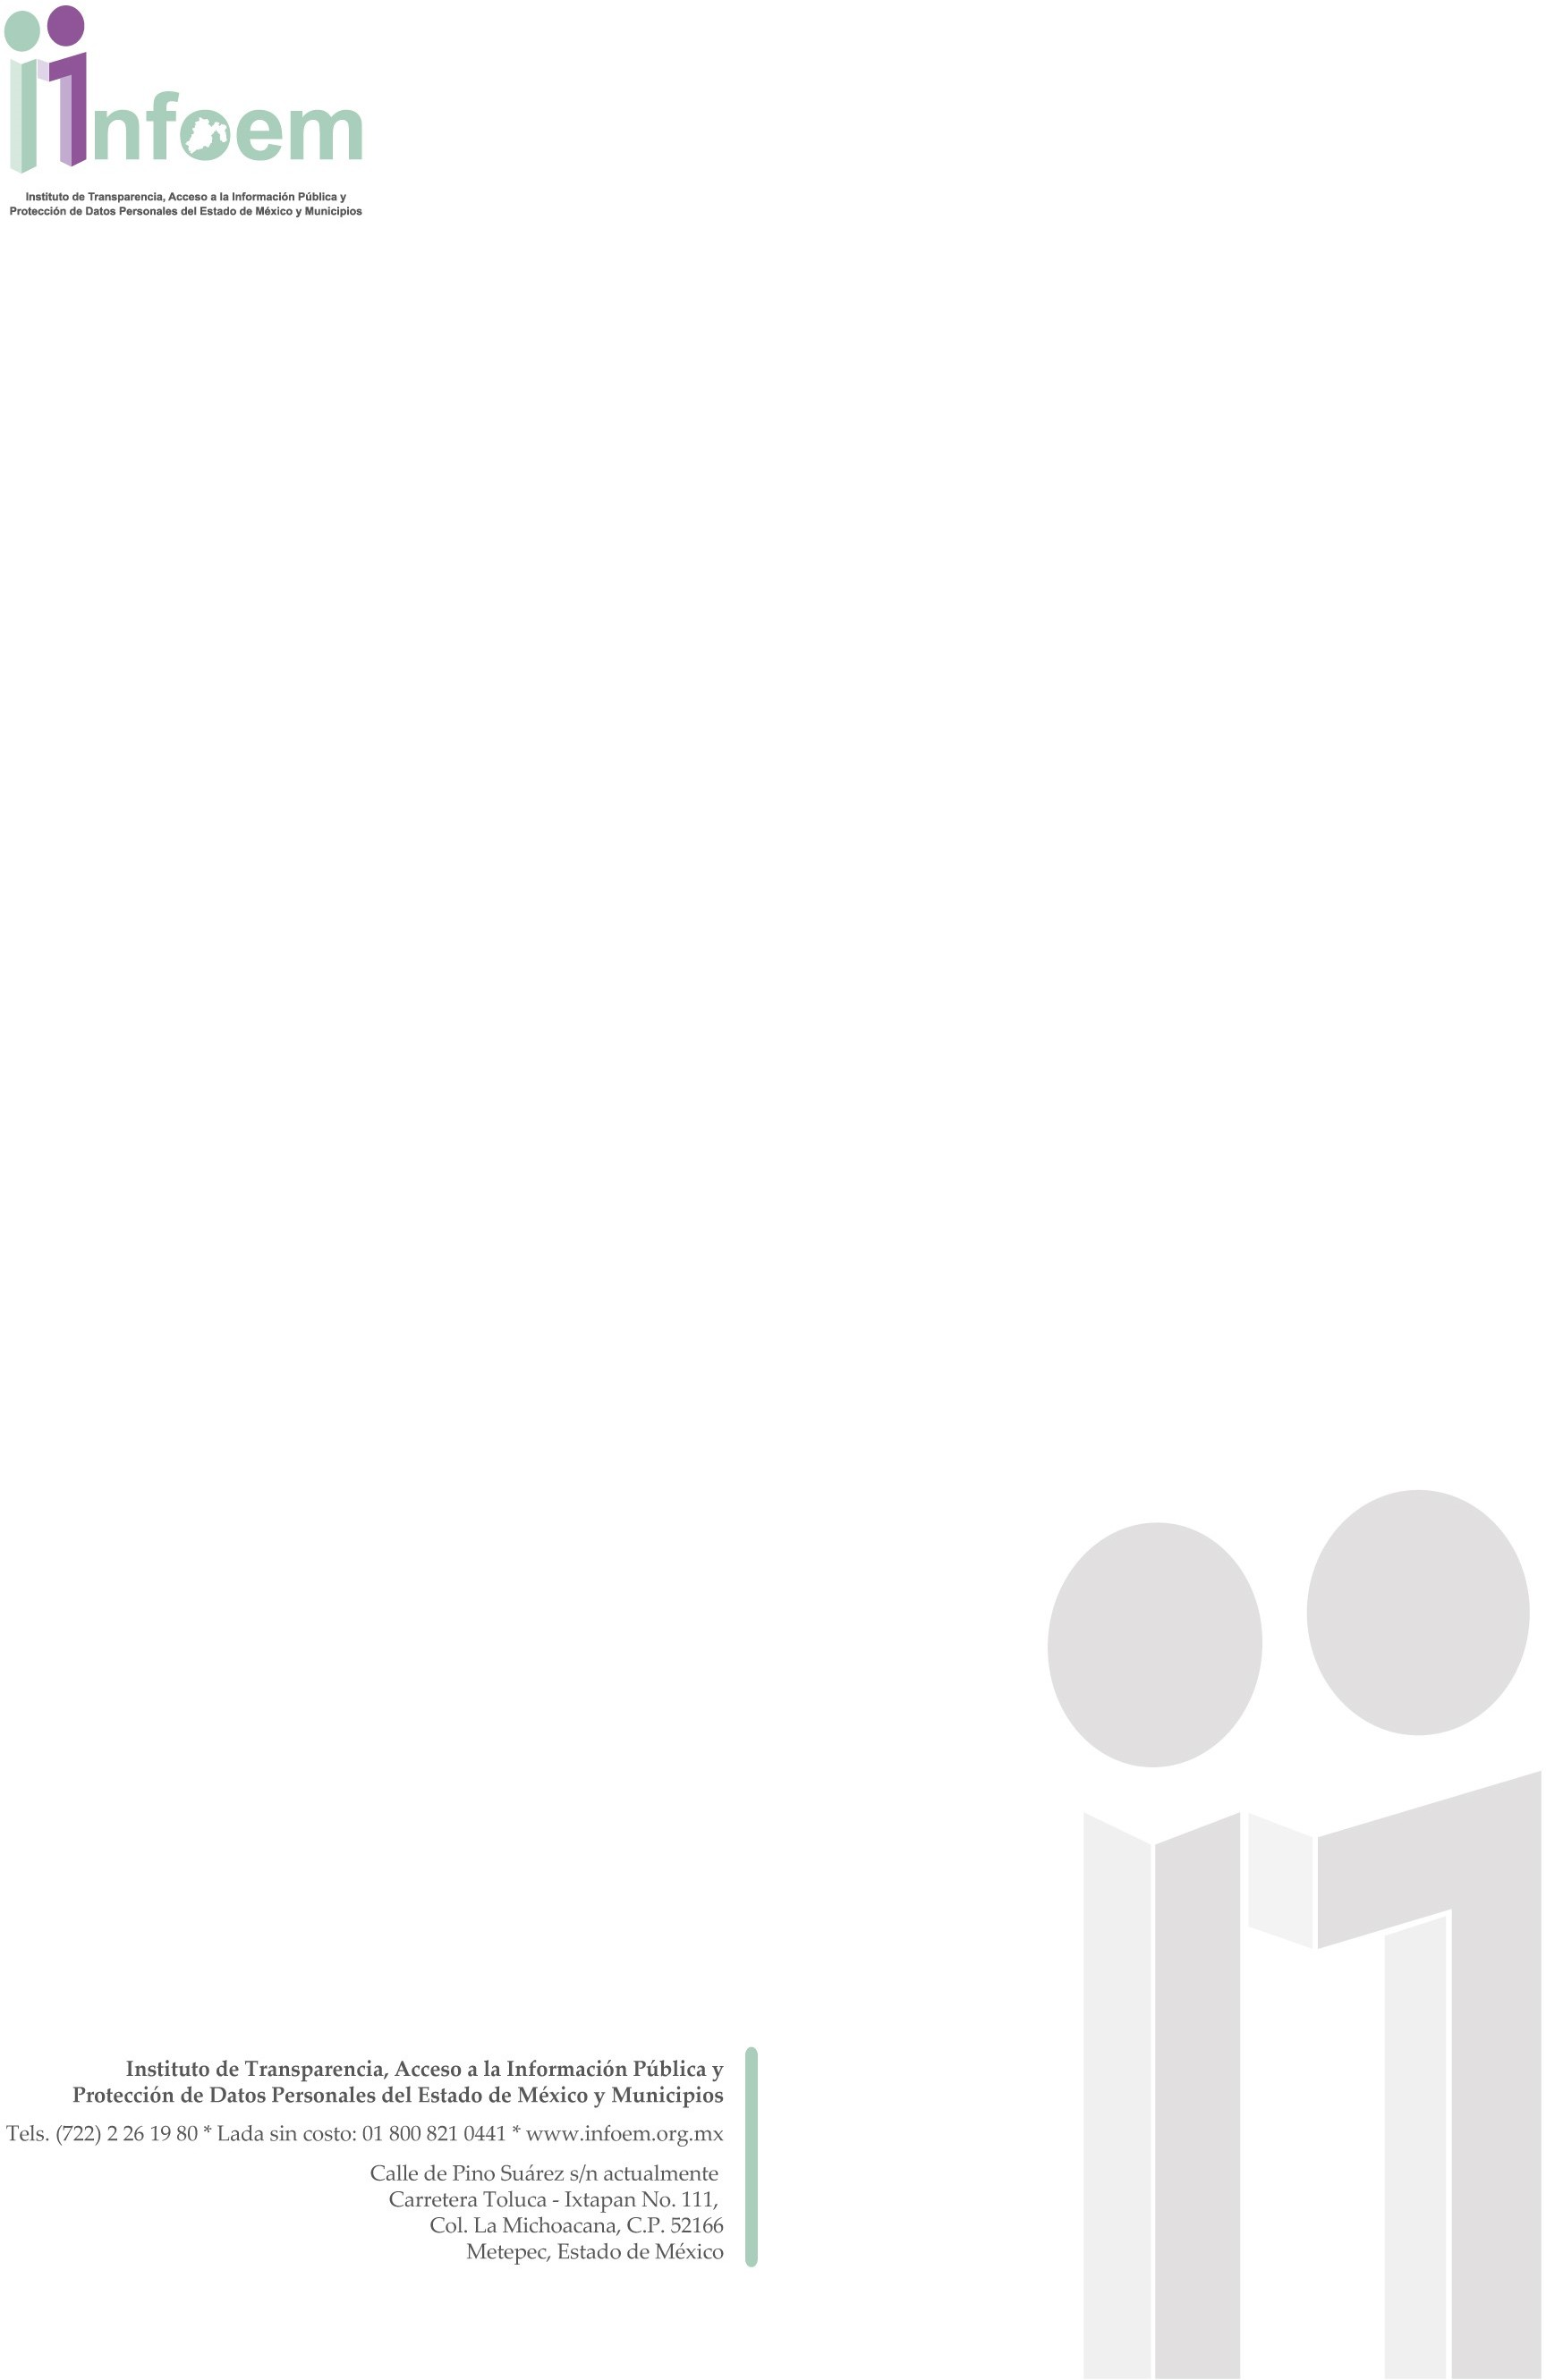 infoem
Instituto de Transparencia, Acceso a la Información Pública y
Protección de Datos Personales del Estado de México y Municipios
Instituto de Transparencia, Acceso a la Información Pública y
Protección de Datos Personales del Estado de México y Municipios
Tels. (722) 2 26 19 80 * Lada sin costo: 01 800 821 0441 * www.infoem.org.mx
Calle de Pino Suárez s/n actualmente
Carretera Toluca - Ixtapan No. 111,
Col. La Michoacana, C.P. 52166
Metepec, Estado de México